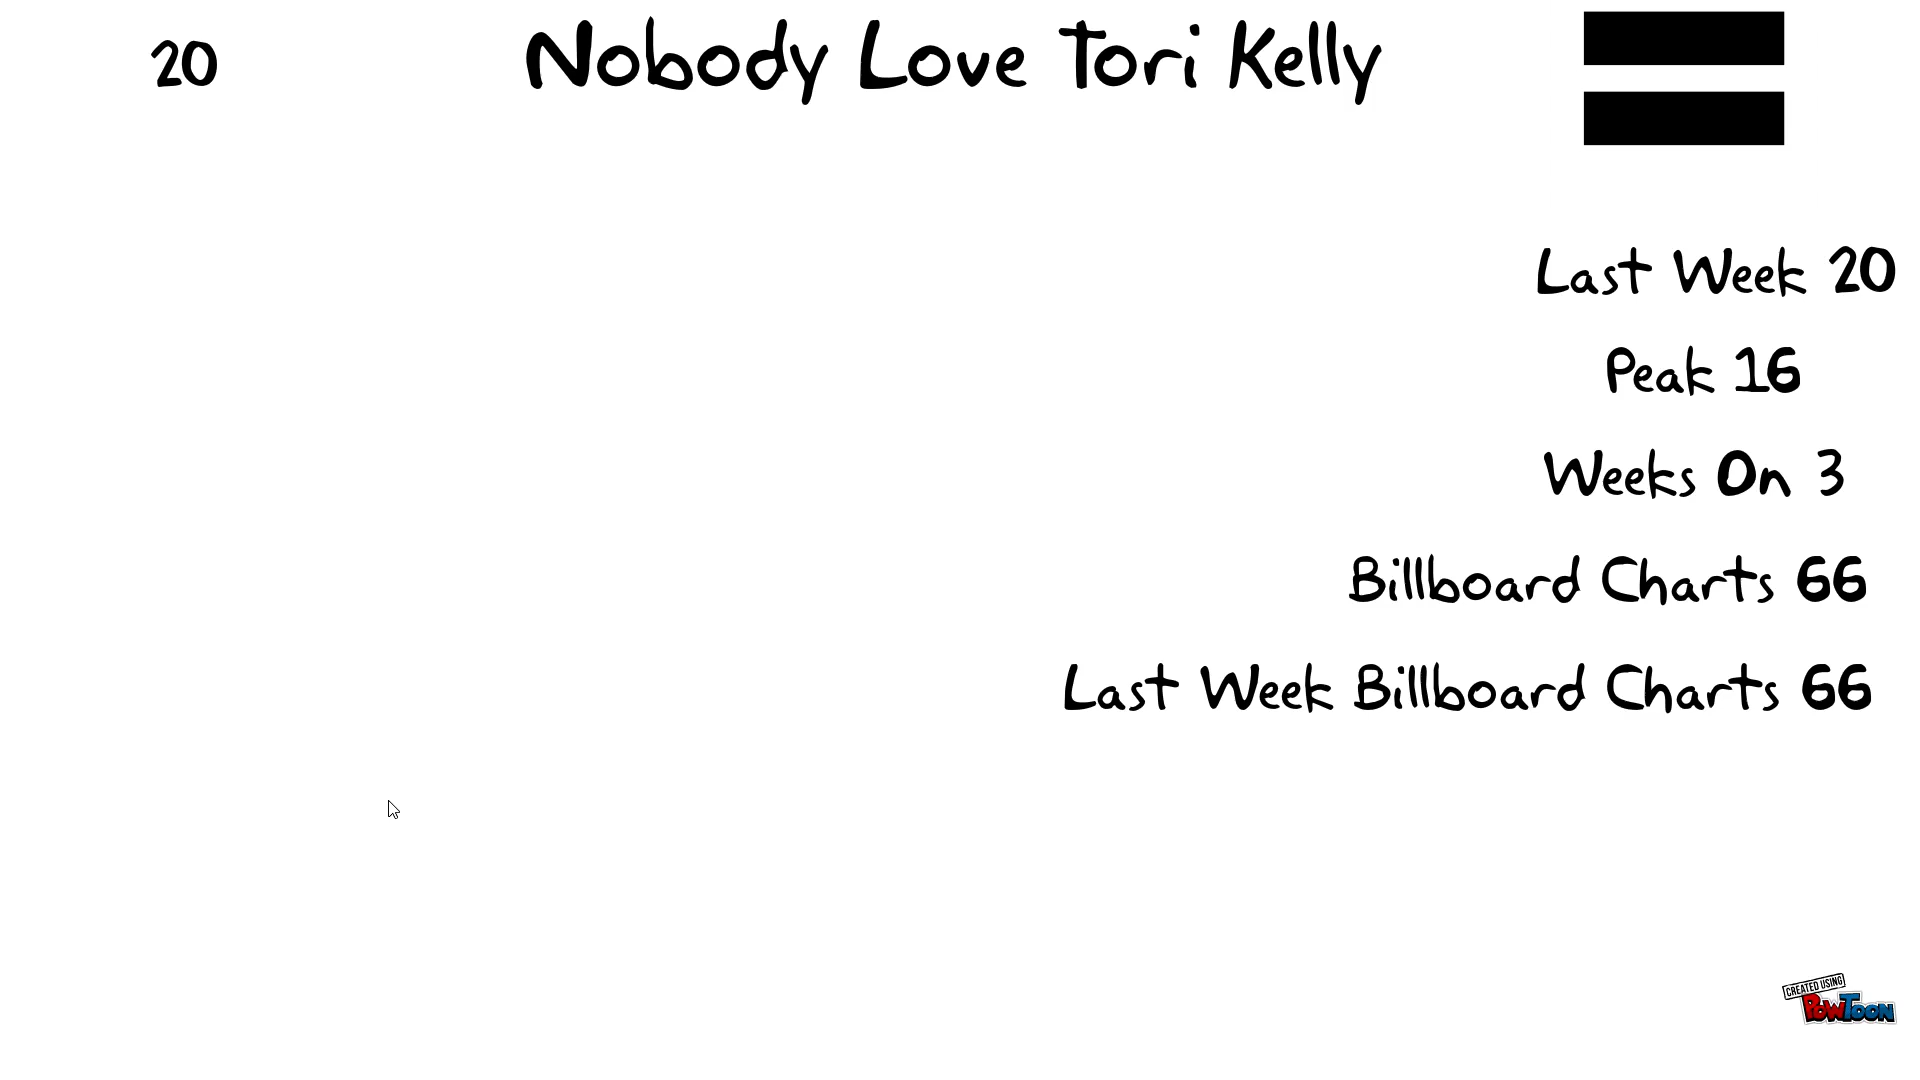 20
Nobody Love Tori Kelly
Last Week 20
Peak 16
Weeks On 3
Billboard Charts 66
Last Week Billboard Charts 66
CREATED USING
POWTOON